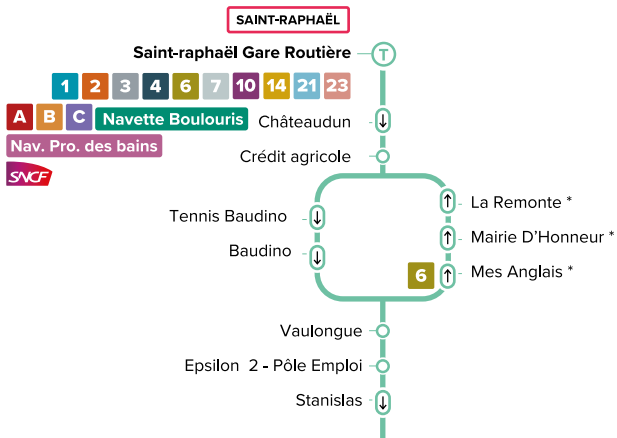 SAINT-RAPHAËL
Saint-raphaël Gare Routière
T
1 2 3 4 6 7 10 14 21 23
A B C Navette Boulouris
Châteaudun
Nav. Pro. des bains
Crédit agricole
SNCF
Tennis Baudino
La Remonte *
Baudino
Mairie D'Honneur *
6
Mes Anglais *
Vaulongue
Epsilon 2 - Pôle Emploi
Stanislas